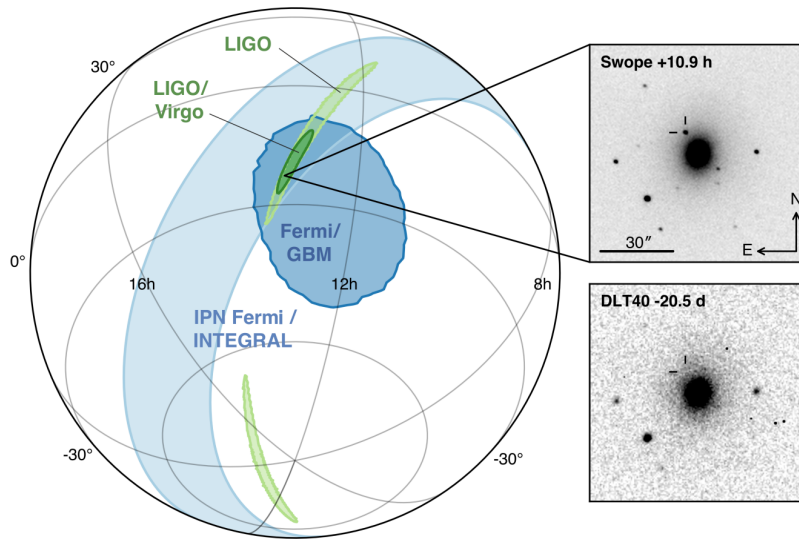 LIGO
30°
LIGO/
Virgo
Swope +10.9 h
N
30″
E
Fermi/
GBM
0°
16h
12h
8h
DLT40 -20.5 d
IPN Fermi /
INTEGRAL
-30°
-30°